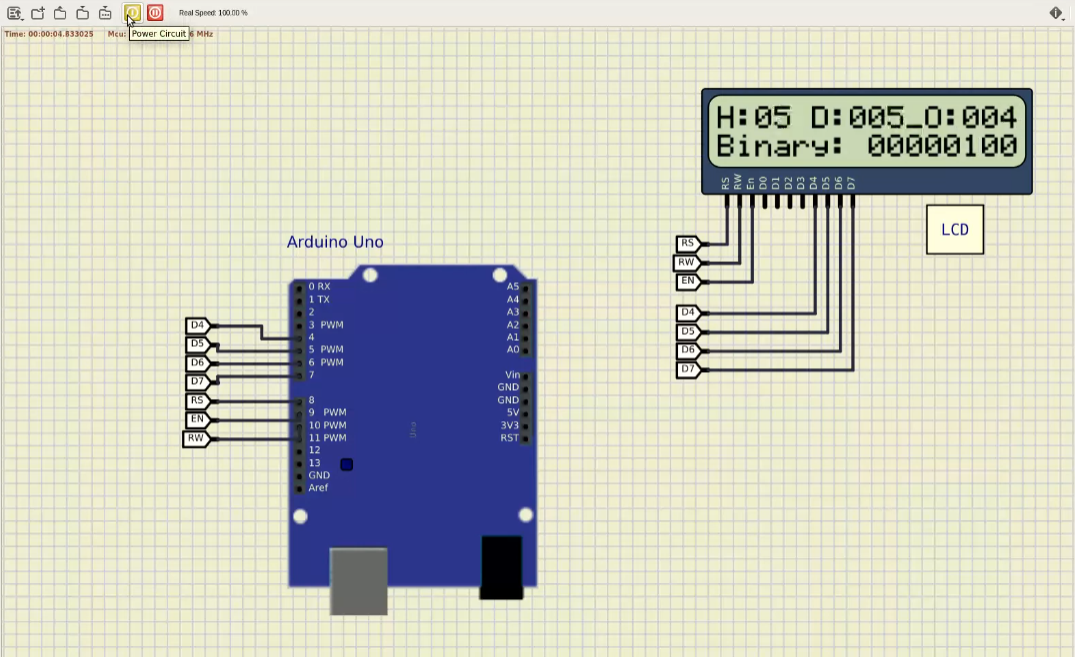 Real Speed: 100.00 %
Time: 00:00:04.833025 Mcu: 6 MHz
Power Circuit
H:05 D:005_O:004
Binary: 00000100
RS RW En D0 D1 D2 D3 D4 D5 D6 D7
LCD
RS
RW
EN
D4
D5
D6
D7
Arduino Uno
D4
D5
D6
D7
RS
EN
RW
0 RX
1 TX
2
3 PWM
4
5 PWM
6 PWM
7
8
9 PWM
10 PWM
11 PWM
12
13
GND
Aref
A5
A4
A3
A2
A1
A0
Vin
GND
GND
5V
3V3
RST
Uno